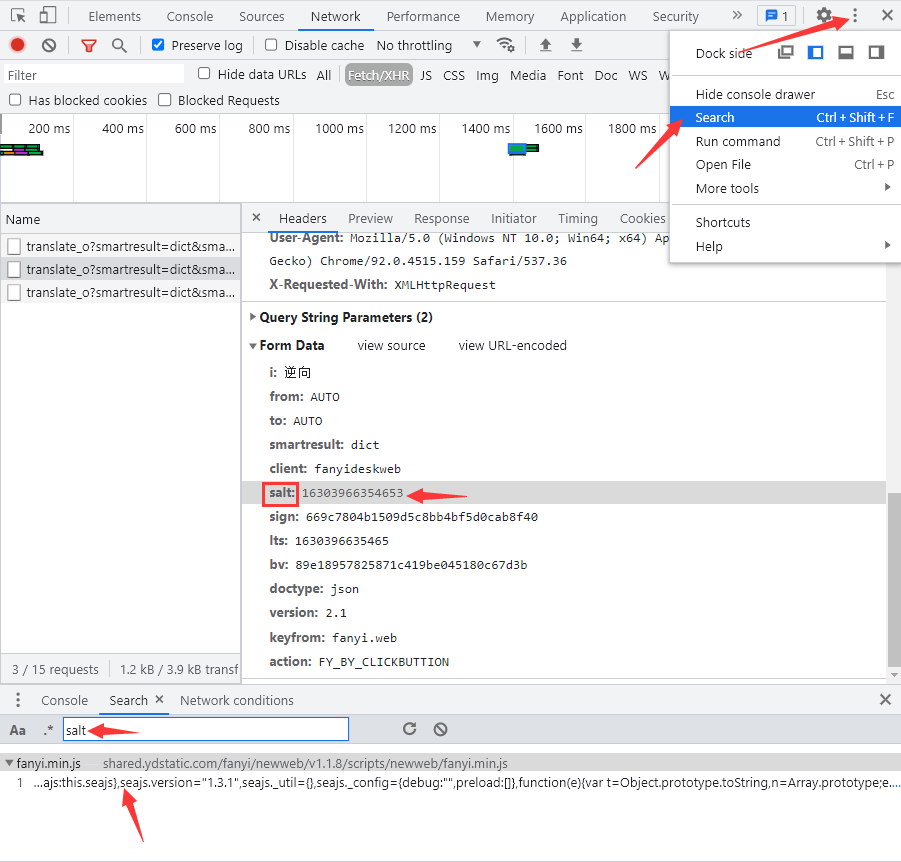 Elements Console Sources Network Performance Memory Application Security » 1
Preserve log Disable cache No throttling
Filter Hide data URLs All Fetch/XHR JS CSS Img Media Font Doc WS W
Has blocked cookies Blocked Requests
200 ms 400 ms 600 ms 800 ms 1000 ms 1200 ms 1400 ms 1600 ms 1800 ms
Dock side
Hide console drawer Esc
Search Ctrl + Shift + F
Run command Ctrl + Shift + P
Open File Ctrl + P
More tools
Shortcuts
Help
Name
translate_o?smartresult=dict&sma...
translate_o?smartresult=dict&sma...
translate_o?smartresult=dict&sma...
3 / 15 requests 1.2 kB / 3.9 kB transf
Headers Preview Response Initiator Timing Cookies
User-Agent: Mozilla/5.0 (Windows NT 10.0; Win64; x64) Ap
Gecko) Chrome/92.0.4515.159 Safari/537.36
X-Requested-With: XMLHttpRequest
Query String Parameters (2)
Form Data view source view URL-encoded
i: 逆向
from: AUTO
to: AUTO
smartresult: dict
client: fanyideskweb
salt: 16303966354653
sign: 669c7804b1509d5c8bb4bf5d0cab8f40
lts: 1630396635465
bv: 89e18957825871c419be045180c67d3b
doctype: json
version: 2.1
keyfrom: fanyi.web
action: FY_BY_CLICKBUTTION
Console Search Network conditions
Aa .* salt
fanyi.min.js shared.ydstatic.com/fanyi/newweb/v1.1.8/scripts/newweb/fanyi.min.js
1 ...ajs:this.seajs},seajs.version="1.3.1",seajs._util={},seajs._config={debug:"",preload:[]},function(e){var t=Object.prototype.toString,n=Array.prototype;e....